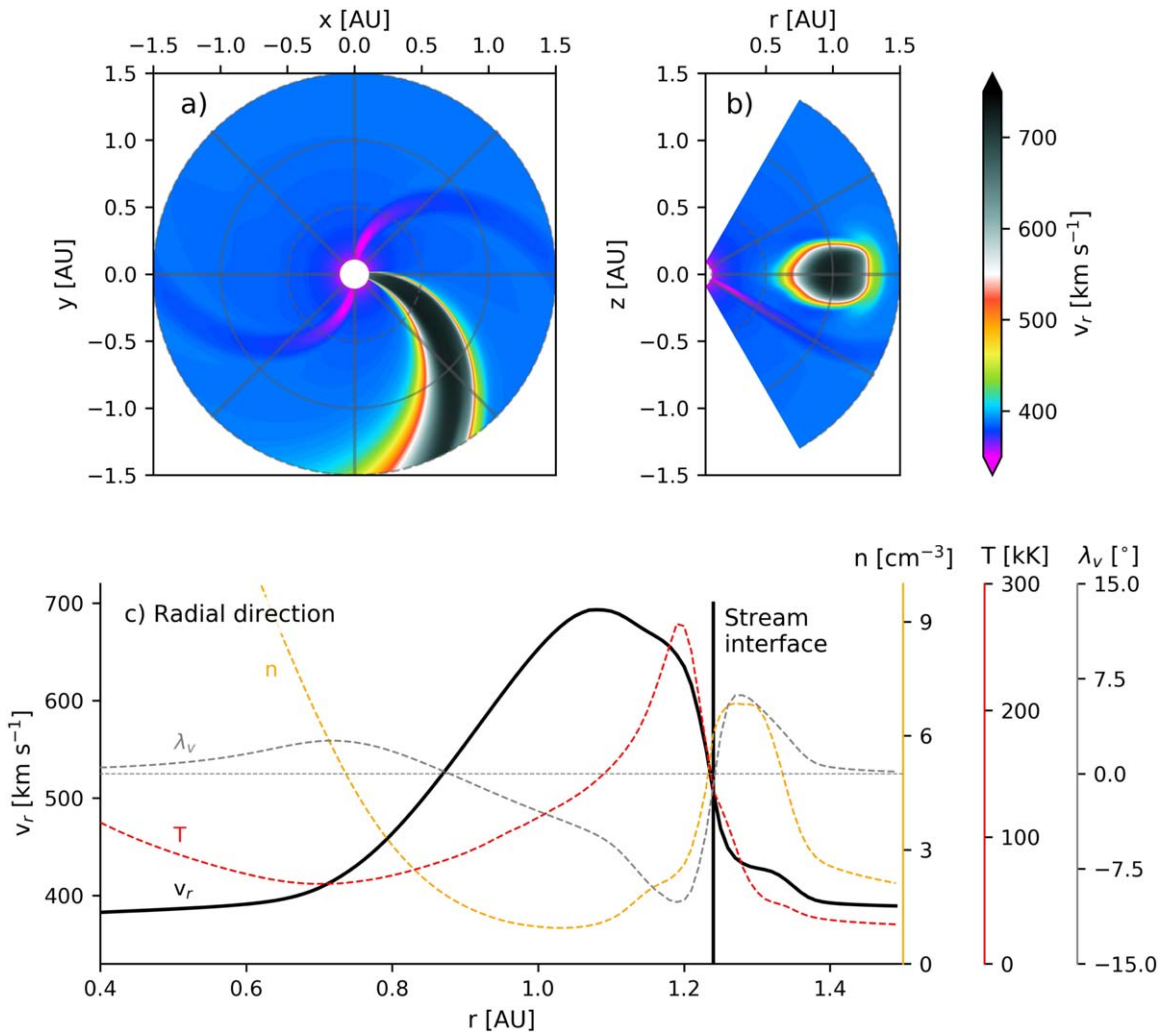 x [AU]
r [AU]
−1.5 −1.0 −0.5 0.0 0.5 1.0 1.5
0.5 1.0 1.5
a)
b)
1.5
1.0
0.5
0.0
−0.5
−1.0
−1.5
y [AU]
1.5
1.0
0.5
0.0
−0.5
−1.0
−1.5
z [AU]
700
600
500
400
v_r [km s⁻¹]
n [cm⁻³] T [kK] λ_v [°]
c) Radial direction
Stream
interface
n
λ_v
T
v_r
700
600
500
400
v_r [km s⁻¹]
9
6
3
0
300
200
100
0
15.0
7.5
0.0
−7.5
−15.0
0.4 0.6 0.8 1.0 1.2 1.4
r [AU]